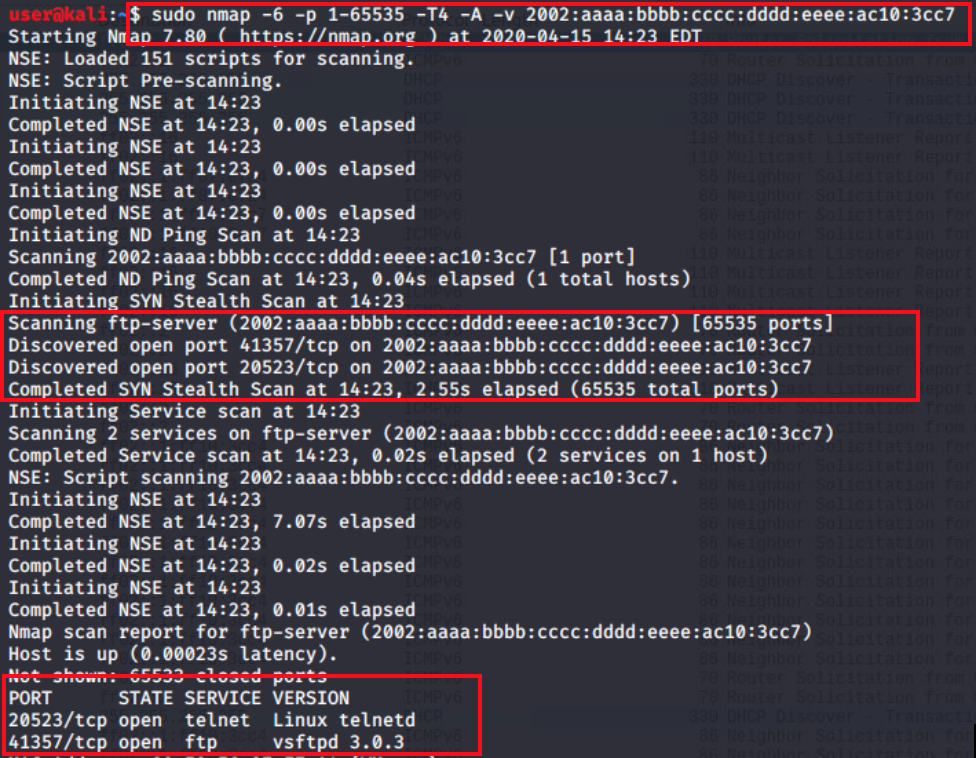 user@kali:~$ sudo nmap -6 -p 1-65535 -T4 -A -v 2002:aaaa:bbbb:cccc:dddd:eeee:ac10:3cc7
Starting Nmap 7.80 ( https://nmap.org ) at 2020-04-15 14:23 EDT
NSE: Loaded 151 scripts for scanning.
NSE: Script Pre-scanning.
Initiating NSE at 14:23
Completed NSE at 14:23, 0.00s elapsed
Initiating NSE at 14:23
Completed NSE at 14:23, 0.00s elapsed
Initiating NSE at 14:23
Completed NSE at 14:23, 0.00s elapsed
Initiating ND Ping Scan at 14:23
Scanning 2002:aaaa:bbbb:cccc:dddd:eeee:ac10:3cc7 [1 port]
Completed ND Ping Scan at 14:23, 0.04s elapsed (1 total hosts)
Initiating SYN Stealth Scan at 14:23
Scanning ftp-server (2002:aaaa:bbbb:cccc:dddd:eeee:ac10:3cc7) [65535 ports]
Discovered open port 41357/tcp on 2002:aaaa:bbbb:cccc:dddd:eeee:ac10:3cc7
Discovered open port 20523/tcp on 2002:aaaa:bbbb:cccc:dddd:eeee:ac10:3cc7
Completed SYN Stealth Scan at 14:23, 2.55s elapsed (65535 total ports)
Initiating Service scan at 14:23
Scanning 2 services on ftp-server (2002:aaaa:bbbb:cccc:dddd:eeee:ac10:3cc7)
Completed Service scan at 14:23, 0.02s elapsed (2 services on 1 host)
NSE: Script scanning 2002:aaaa:bbbb:cccc:dddd:eeee:ac10:3cc7.
Initiating NSE at 14:23
Completed NSE at 14:23, 7.07s elapsed
Initiating NSE at 14:23
Completed NSE at 14:23, 0.02s elapsed
Initiating NSE at 14:23
Completed NSE at 14:23, 0.01s elapsed
Nmap scan report for ftp-server (2002:aaaa:bbbb:cccc:dddd:eeee:ac10:3cc7)
Host is up (0.00023s latency).
Not shown: 65533 closed ports
PORT STATE SERVICE VERSION
20523/tcp open telnet Linux telnetd
41357/tcp open ftp vsftpd 3.0.3